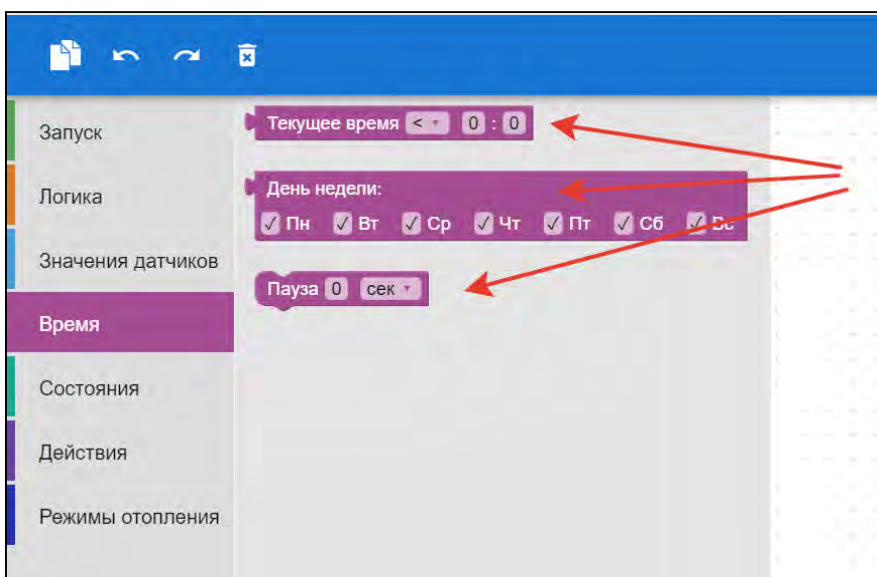 Запуск
Логика
Значения датчиков
Время
Состояния
Действия
Режимы отопления
Текущее время < 0 : 0
День недели:
Пн Вт Ср Чт Пт Сб Вс
Пауза 0 сек